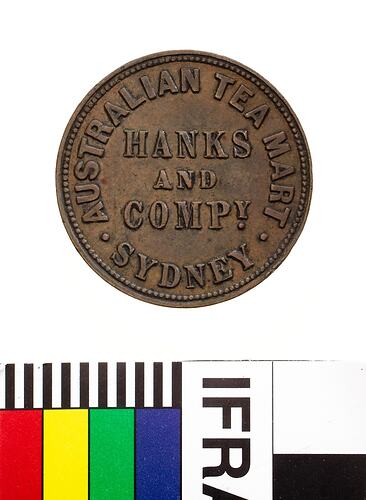 AUSTRALIAN TEA MART
HANKS
AND
COMPY.
· SYDNEY ·
IFRA